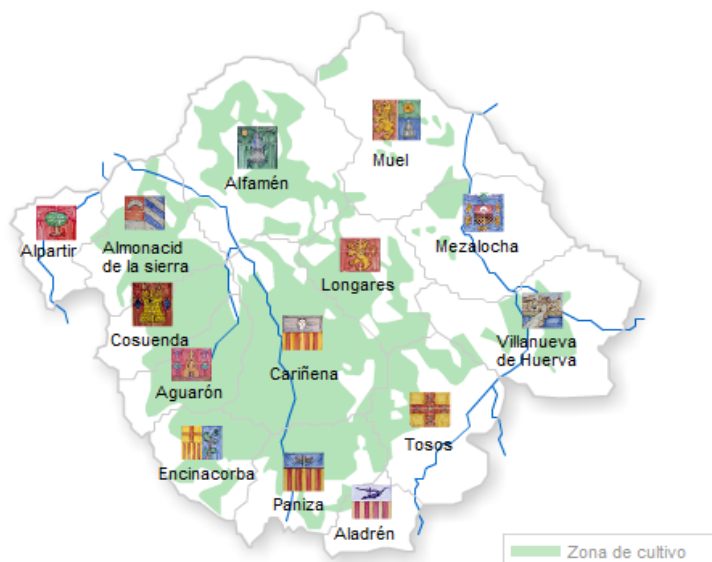 Muel
Alfamén
Alpartir
Almonacid
de la sierra
Mezalocha
Longares
Cosuenda
Villanueva
de Huerva
Cariñena
Aguarón
Tosos
Encinacorba
Paniza
Aladrén
Zona de cultivo